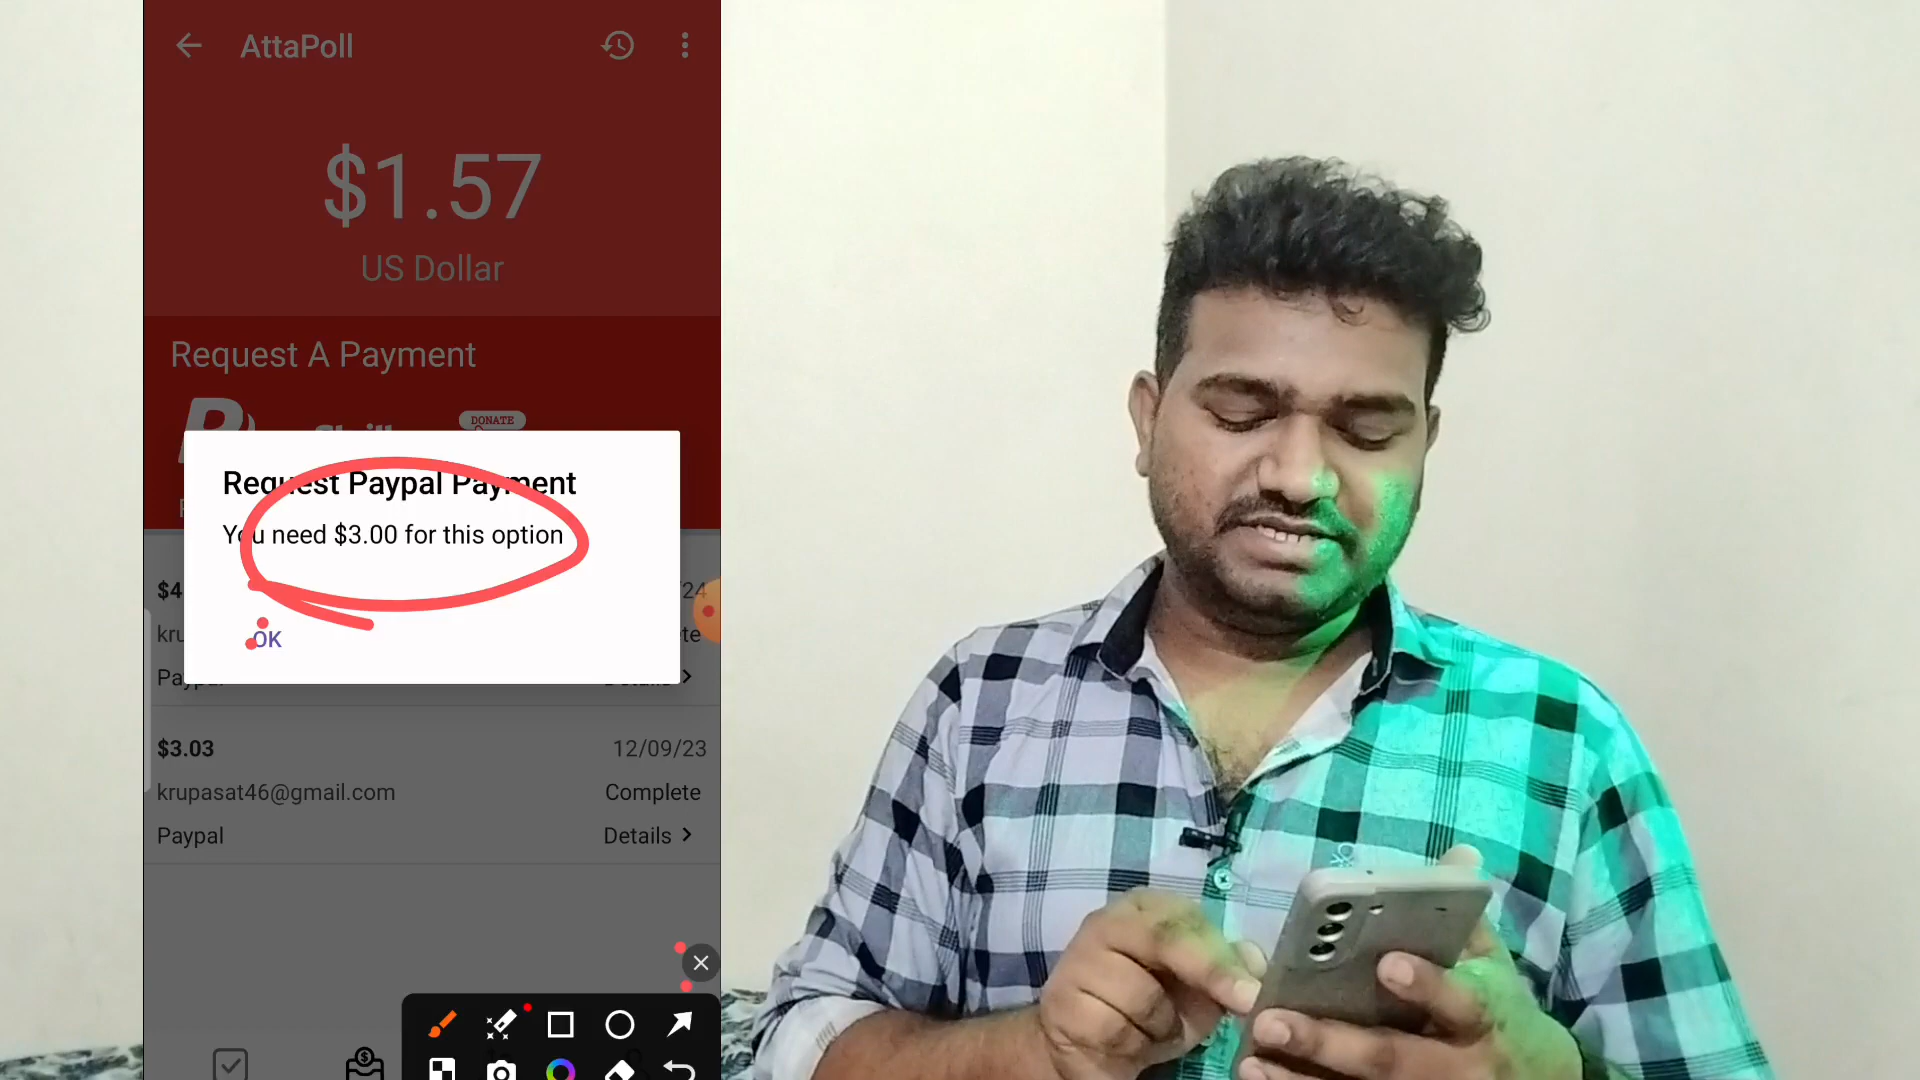 AttaPoll
$1.57
US Dollar
Request A Payment
DONATE
Request Paypal Payment
You need $3.00 for this option
OK
$3.03
12/09/23
krupasat46@gmail.com
Complete
Paypal
Details